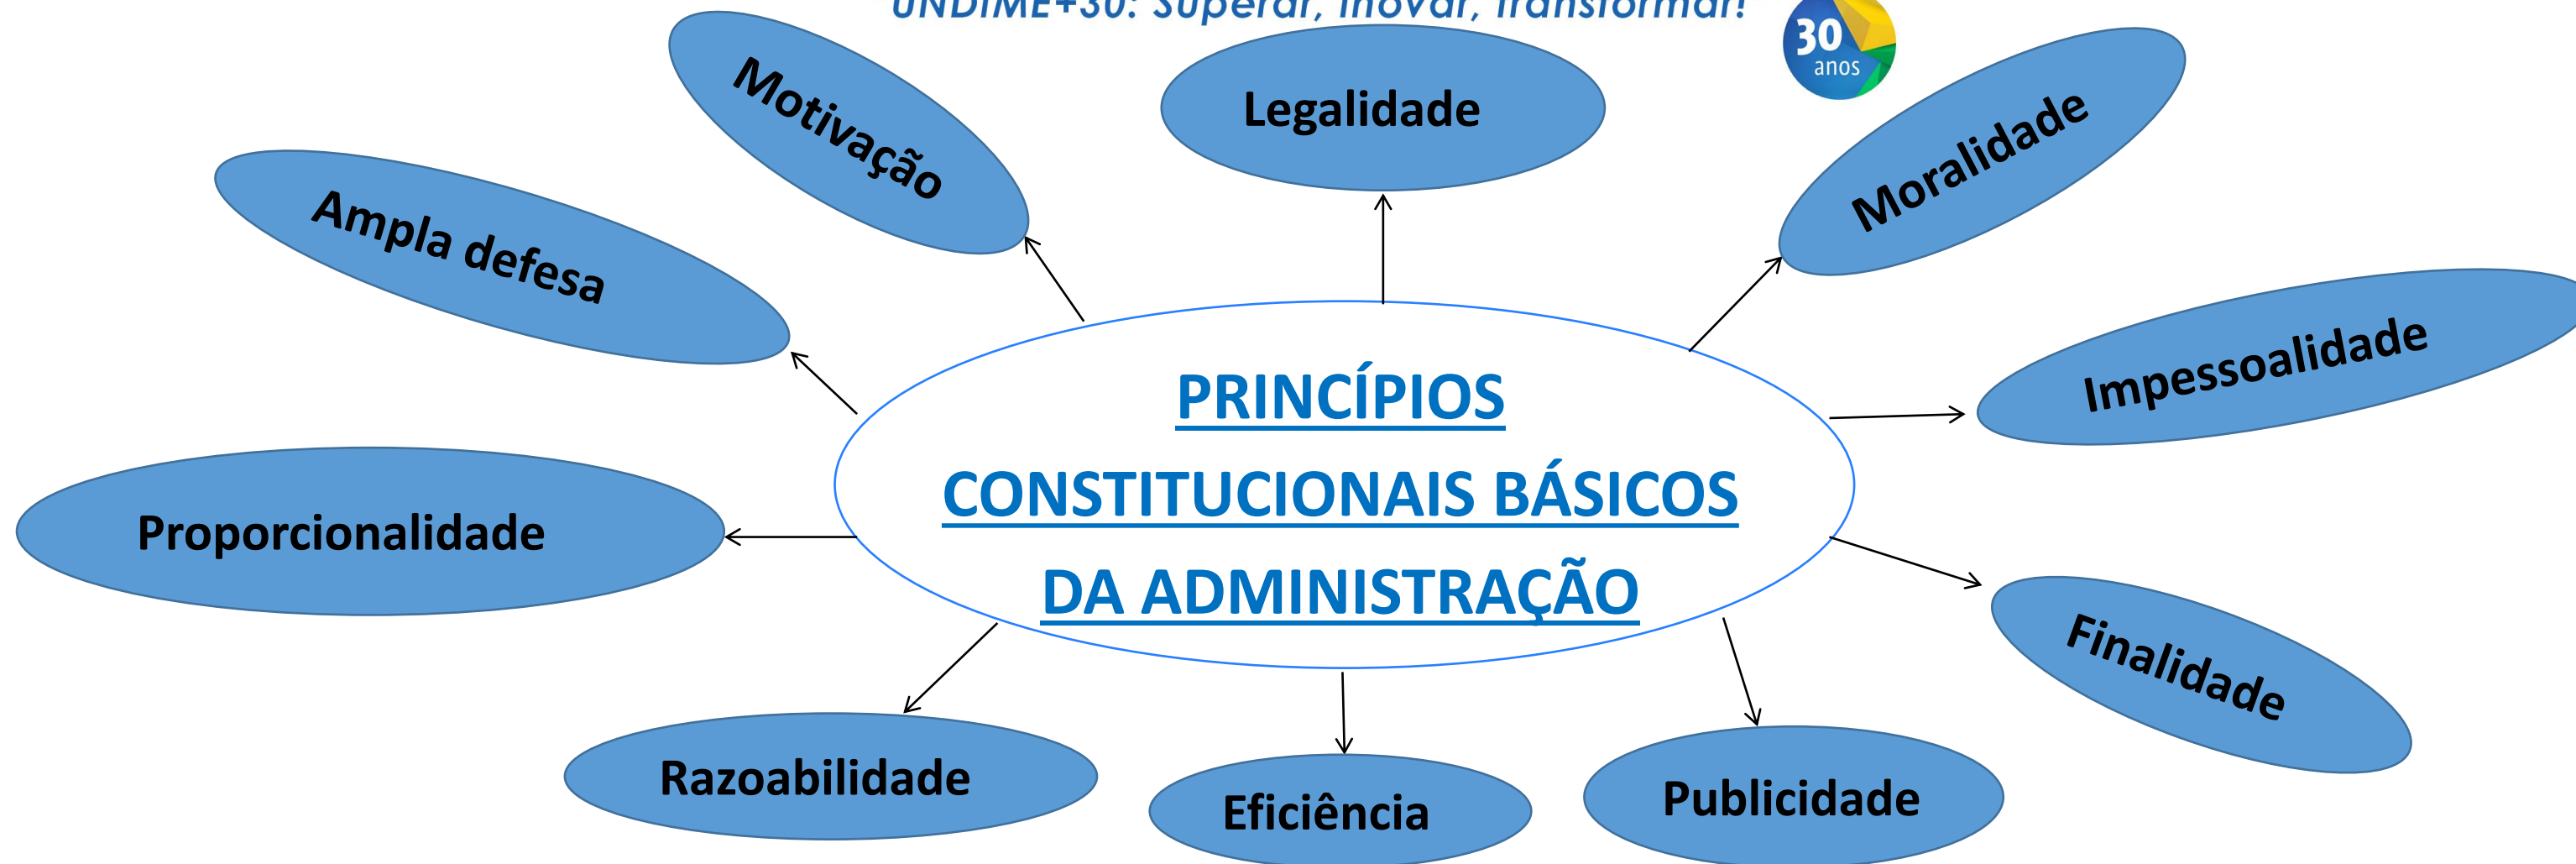 UNDIME+30: Superar, inovar, transformar!
30
anos
Motivação
Legalidade
Moralidade
Ampla defesa
Impessoalidade
PRINCÍPIOS
CONSTITUCIONAIS BÁSICOS
DA ADMINISTRAÇÃO
Proporcionalidade
Finalidade
Razoabilidade
Eficiência
Publicidade